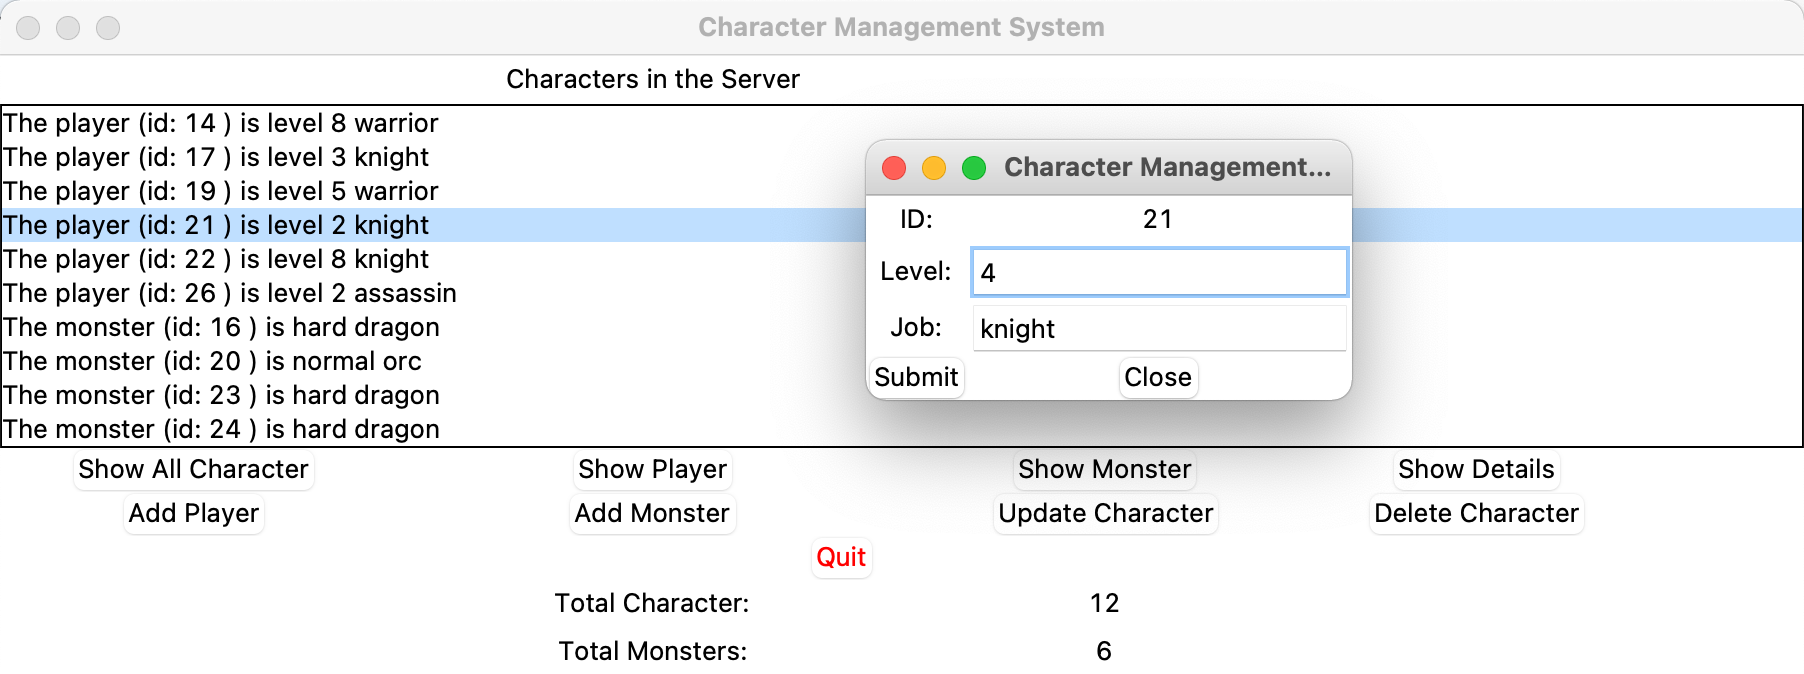 Character Management System
Characters in the Server
The player (id: 14 ) is level 8 warrior
The player (id: 17 ) is level 3 knight
The player (id: 19 ) is level 5 warrior
The player (id: 21 ) is level 2 knight
The player (id: 22 ) is level 8 knight
The player (id: 26 ) is level 2 assassin
The monster (id: 16 ) is hard dragon
The monster (id: 20 ) is normal orc
The monster (id: 23 ) is hard dragon
The monster (id: 24 ) is hard dragon
Character Management...
ID: 21
Level: 4
Job: knight
Submit Close
Show All Character Show Player Show Monster Show Details
Add Player Add Monster Update Character Delete Character
Quit
Total Character: 12
Total Monsters: 6